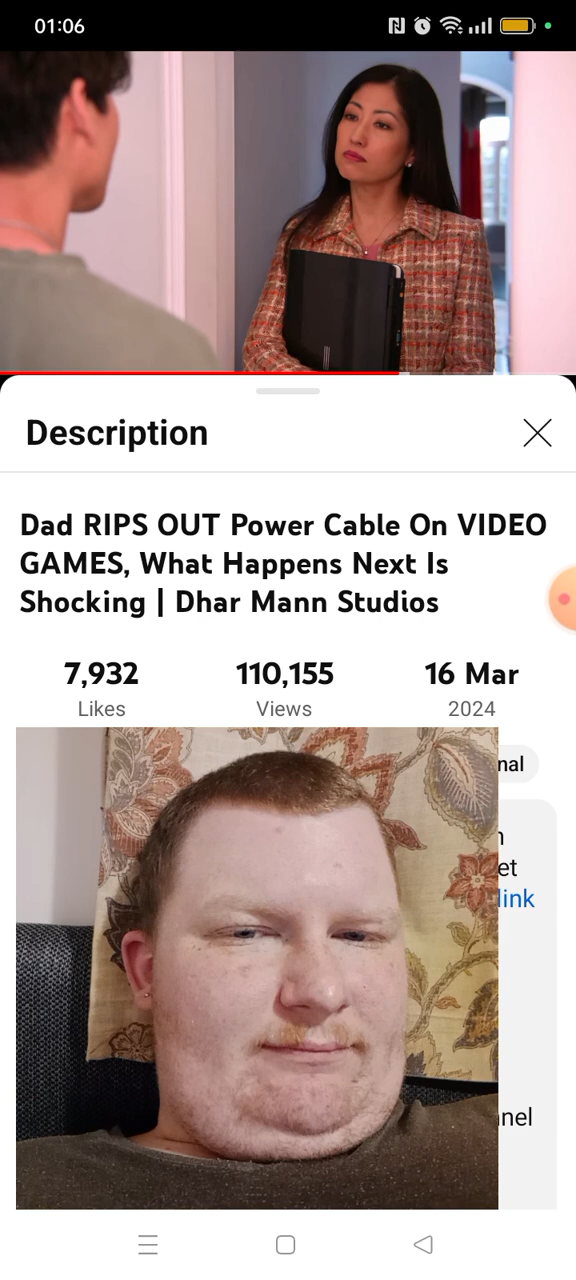 01:06
Description
Dad RIPS OUT Power Cable On VIDEO
GAMES, What Happens Next Is
Shocking | Dhar Mann Studios
7,932 110,155 16 Mar
Likes Views 2024
nal
et
link
nel